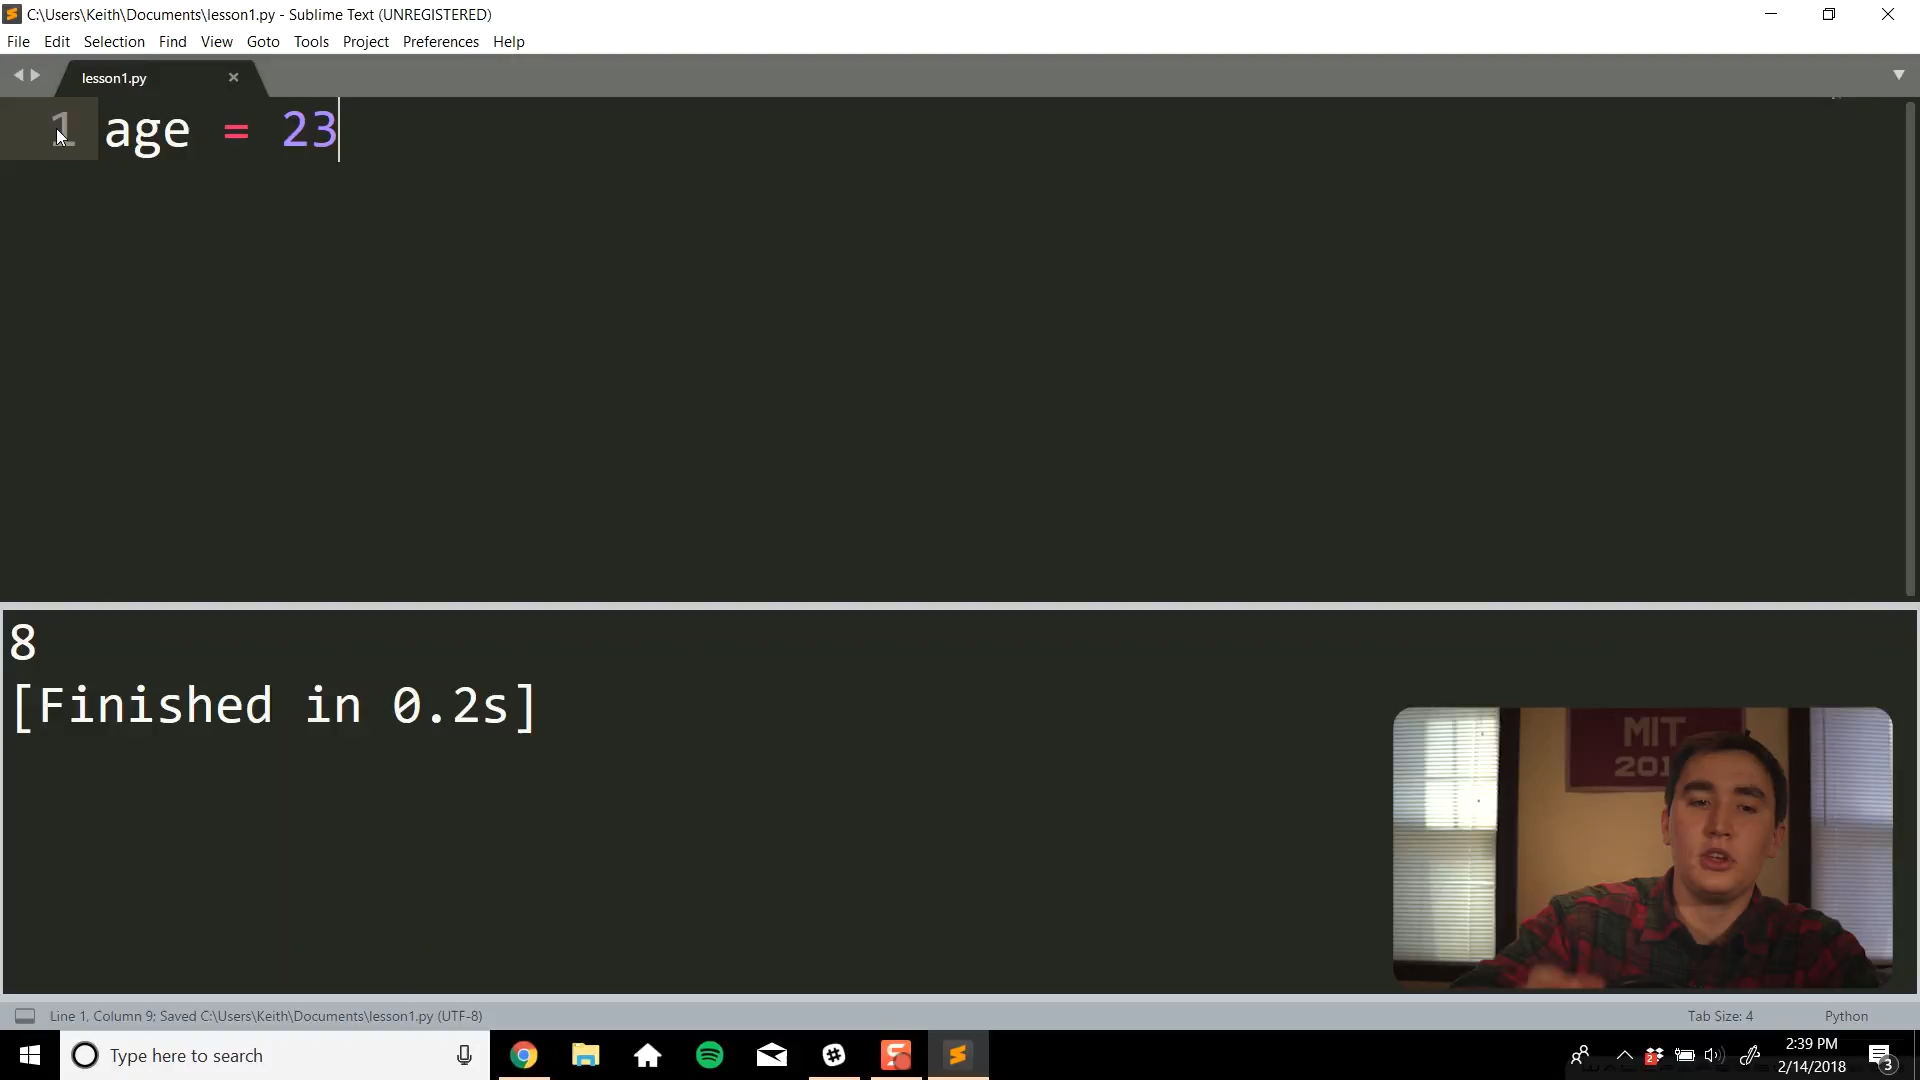 C:\Users\Keith\Documents\lesson1.py - Sublime Text (UNREGISTERED)
File Edit Selection Find View Goto Tools Project Preferences Help
lesson1.py
1 age = 23
8
[Finished in 0.2s]
MIT
201
Line 1, Column 9; Saved C:\Users\Keith\Documents\lesson1.py (UTF-8)
Tab Size: 4
Python
Type here to search
2
2:39 PM
2/14/2018
3